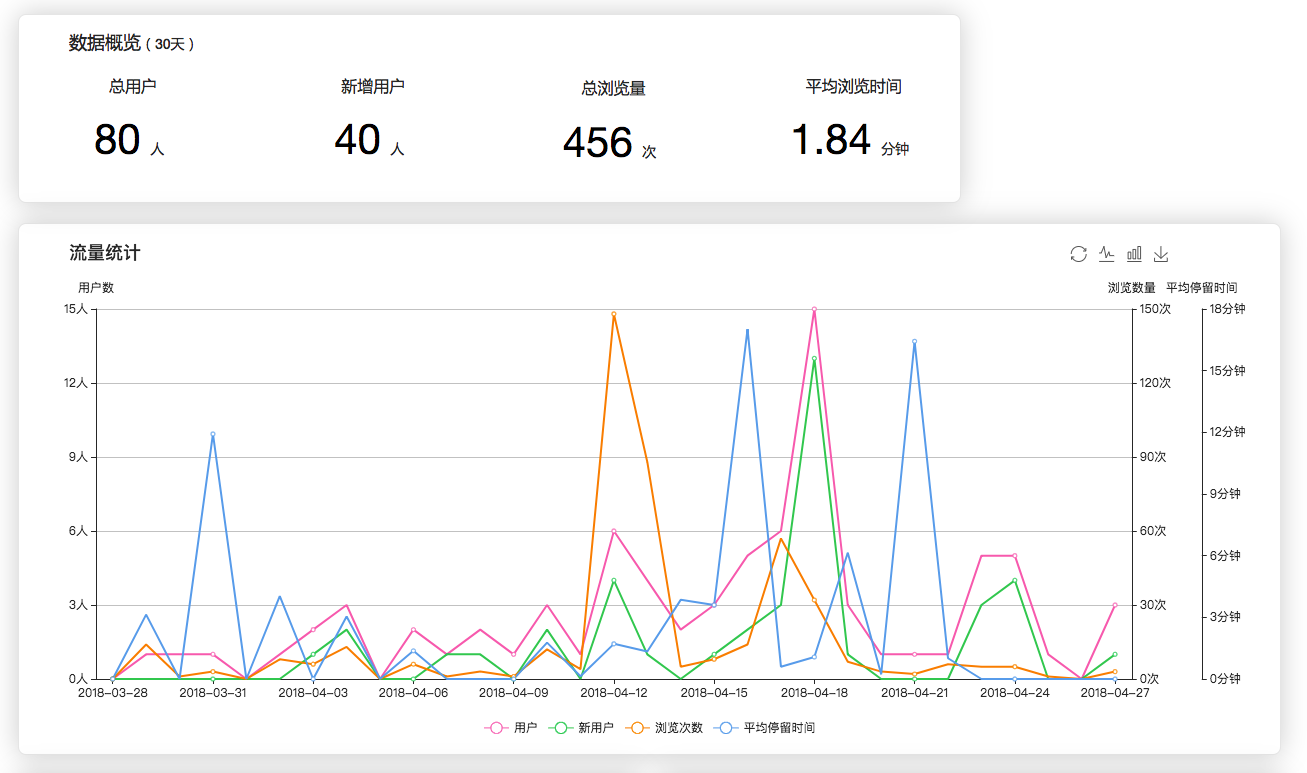 数据概览 ( 30天 )
总用户 新增用户 总浏览量 平均浏览时间
80 人 40 人 456 次 1.84 分钟
流量统计
用户数 浏览数量 平均停留时间
15人 150次 18分钟
15分钟
12人 120次
12分钟
9人 90次
9分钟
6人 60次
6分钟
3人 30次
3分钟
0人 0次 0分钟
2018-03-28 2018-03-31 2018-04-03 2018-04-06 2018-04-09 2018-04-12 2018-04-15 2018-04-18 2018-04-21 2018-04-24 2018-04-27
用户 新用户 浏览次数 平均停留时间